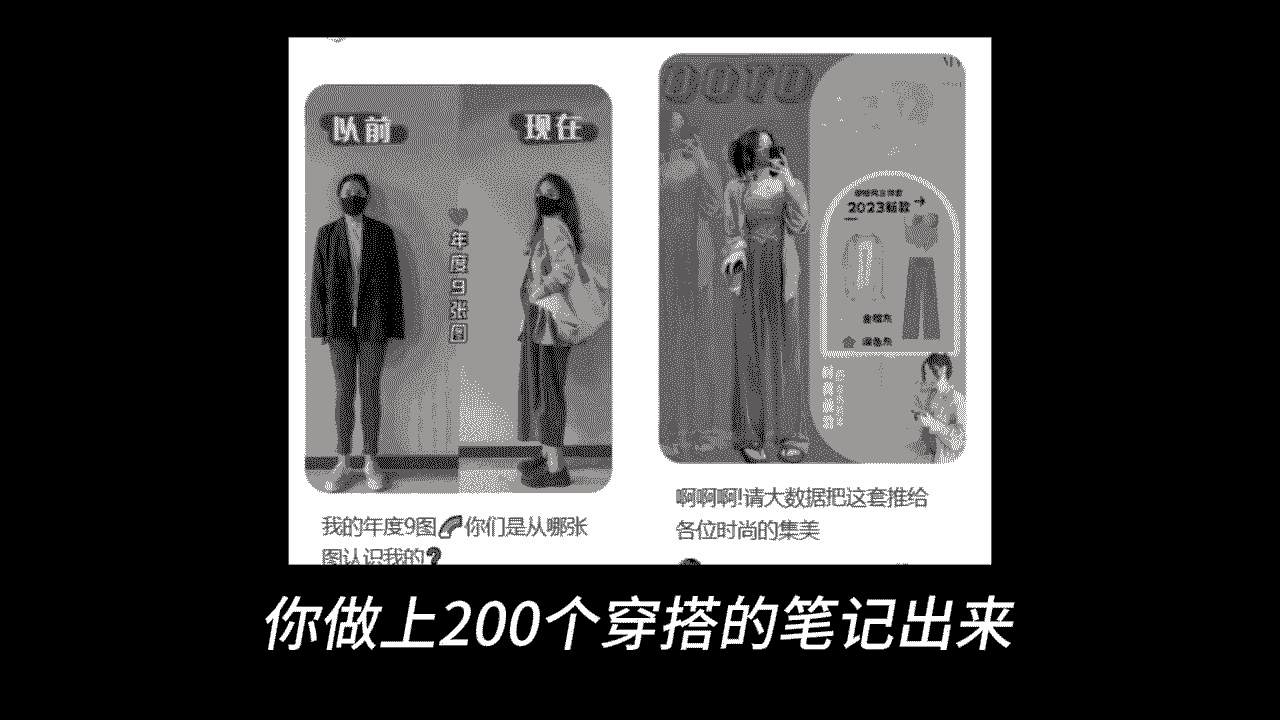 以前
现在
年度9张图
OOTD
2023新款
我的年度9图🌈你们是从哪张
图认识我的❓
啊啊啊!请大数据把这套推给
各位时尚的集美
你做上200个穿搭的笔记出来